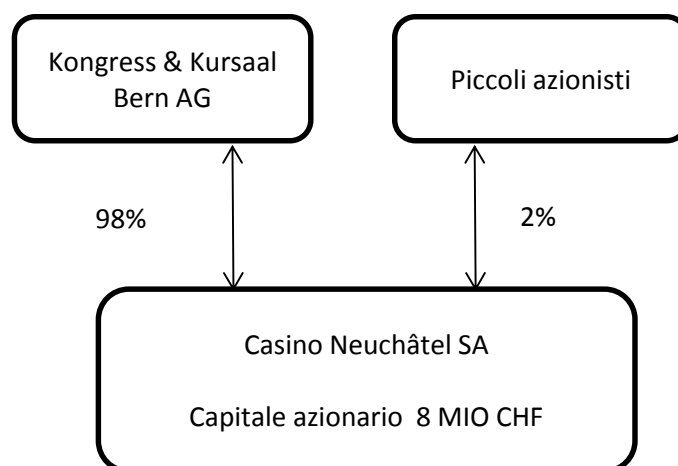 Kongress & Kursaal
Bern AG
Piccoli azionisti
98%
2%
Casino Neuchâtel SA
Capitale azionario 8 MIO CHF